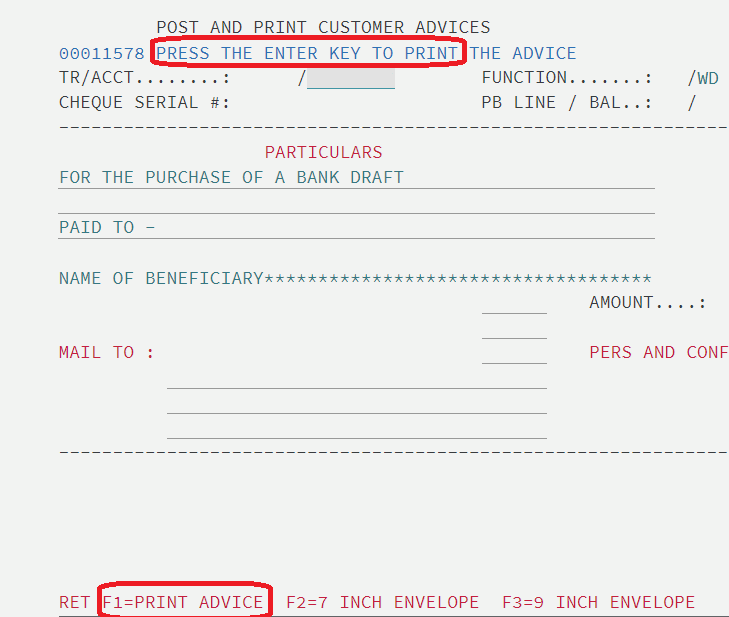 POST AND PRINT CUSTOMER ADVICES
00011578 PRESS THE ENTER KEY TO PRINT THE ADVICE
TR/ACCT........: / FUNCTION.......: /WD
CHEQUE SERIAL #: PB LINE / BAL..: /
--------------------------------------------------------------
PARTICULARS
FOR THE PURCHASE OF A BANK DRAFT
PAID TO -
NAME OF BENEFICIARY************************************
AMOUNT....:
MAIL TO : PERS AND CONF
--------------------------------------------------------------
RET F1=PRINT ADVICE F2=7 INCH ENVELOPE F3=9 INCH ENVELOPE